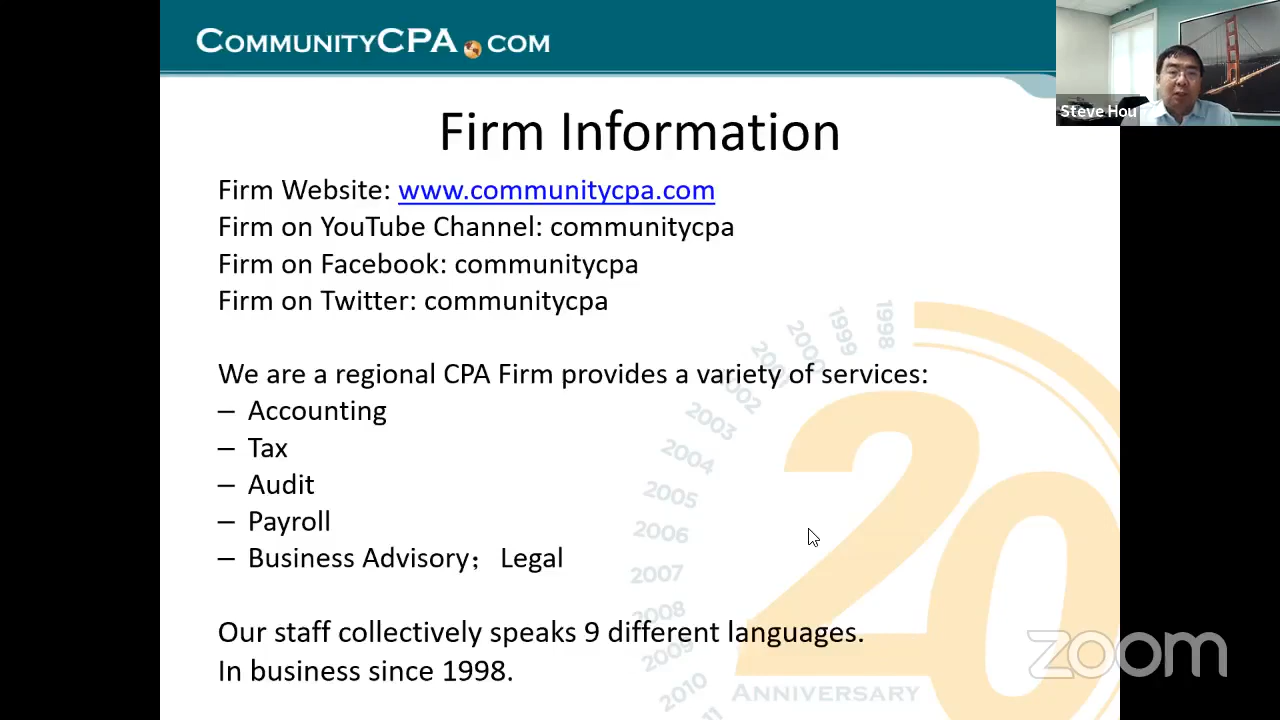 COMMUNITYCPA.COM
Steve Hou
Firm Information
Firm Website: www.communitycpa.com
Firm on YouTube Channel: communitycpa
Firm on Facebook: communitycpa
Firm on Twitter: communitycpa
We are a regional CPA Firm provides a variety of services:
– Accounting
– Tax
– Audit
– Payroll
– Business Advisory； Legal
Our staff collectively speaks 9 different languages.
In business since 1998.
1998
1999
2000
2001
2002
2003
2004
2005
2006
2007
2008
2009
2010
20
ANNIVERSARY
zoom